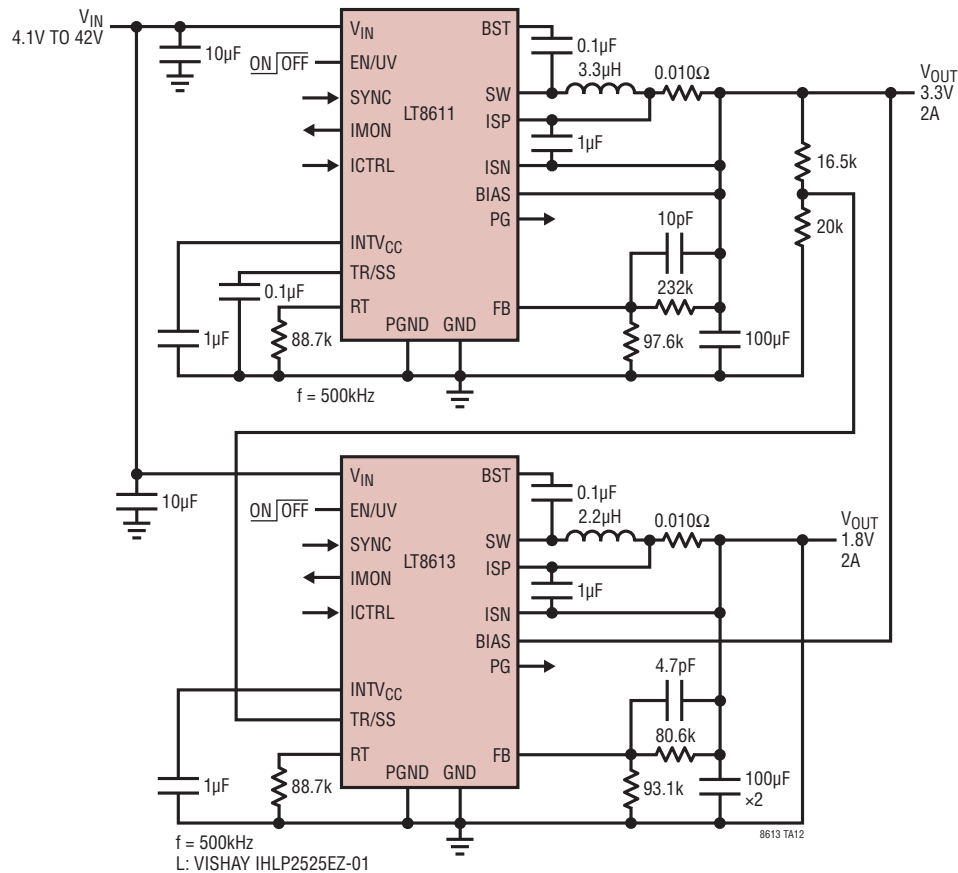 VIN
4.1V TO 42V
10µF
ON OFF
VIN
EN/UV
SYNC
IMON
ICTRL
INTVCC
TR/SS
RT
PGND GND
LT8611
BST
SW
ISP
ISN
BIAS
PG
FB
0.1µF
3.3µH
0.010Ω
1µF
VOUT
3.3V
2A
16.5k
20k
10pF
232k
97.6k
100µF
0.1µF
1µF
88.7k
f = 500kHz
10µF
ON OFF
VIN
EN/UV
SYNC
IMON
ICTRL
INTVCC
TR/SS
RT
PGND GND
LT8613
BST
SW
ISP
ISN
BIAS
PG
FB
0.1µF
2.2µH
0.010Ω
1µF
VOUT
1.8V
2A
4.7pF
80.6k
93.1k
100µF
×2
1µF
88.7k
8613 TA12
f = 500kHz
L: VISHAY IHLP2525EZ-01